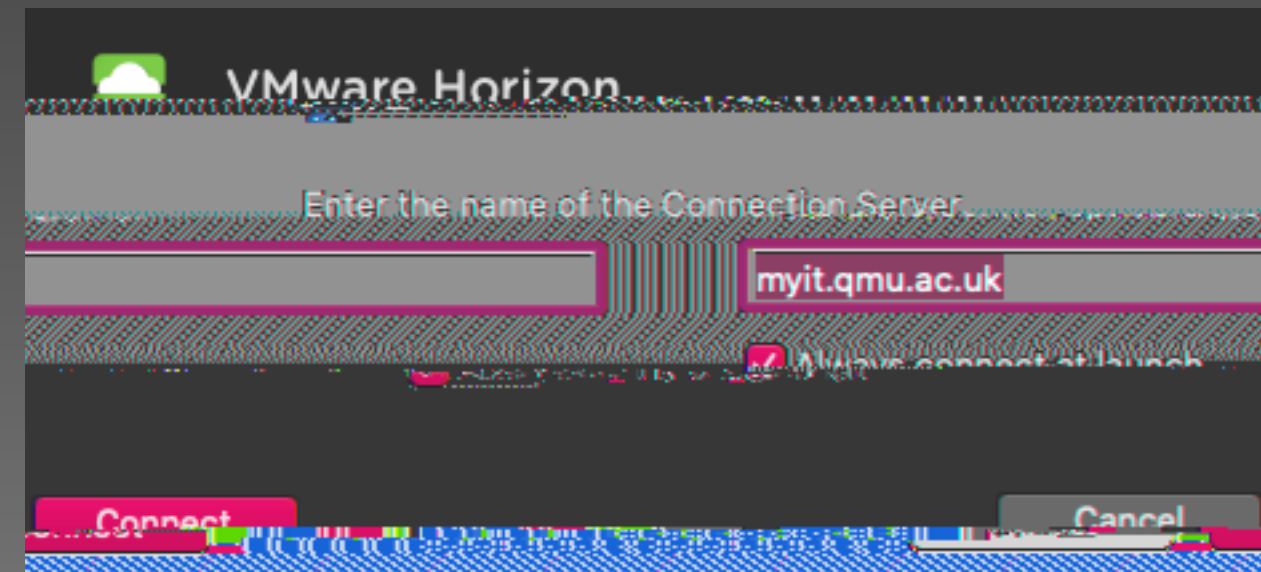 VMware Horizon
Enter the name of the Connection Server
myit.qmu.ac.uk
Always connect at launch
Connect
Cancel